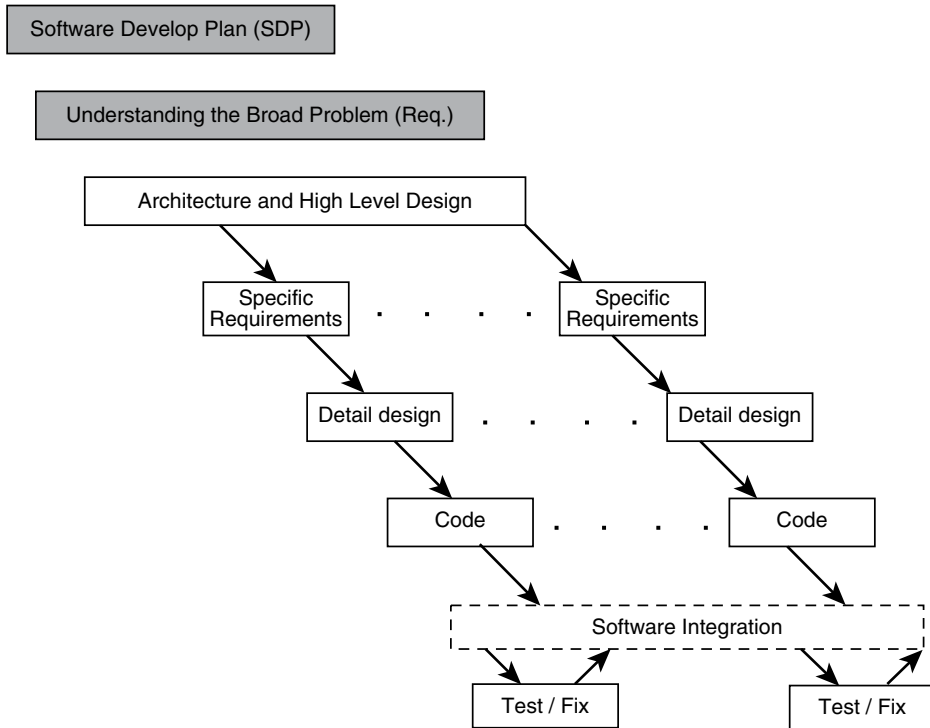 Software Develop Plan (SDP)
Understanding the Broad Problem (Req.)
Architecture and High Level Design
Specific
Requirements
Specific
Requirements
Detail design
Detail design
Code
Code
Software Integration
Test / Fix
Test / Fix